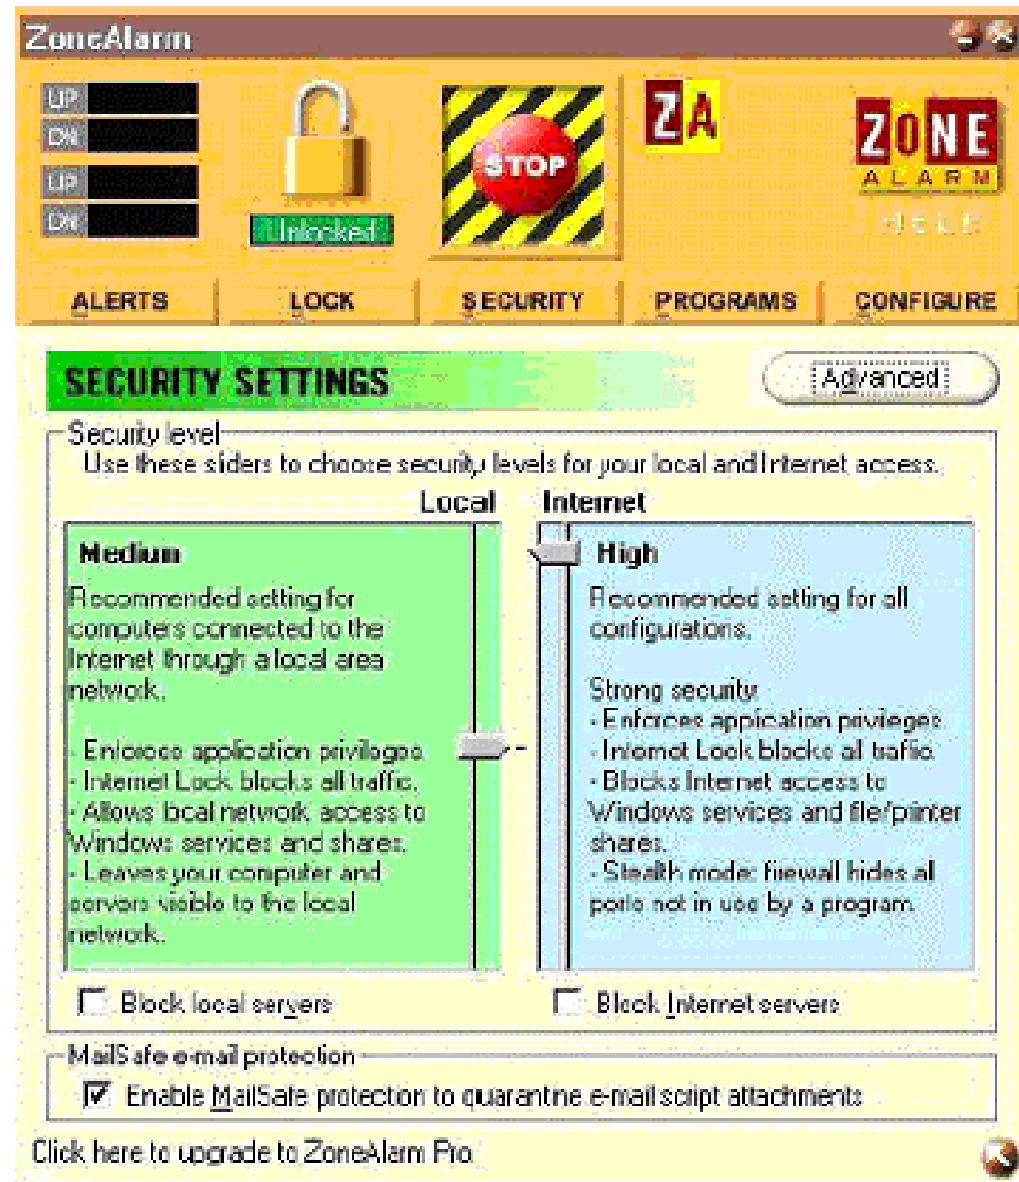 ZoneAlarm
UP
DN
UP
DN
Unlocked
STOP
ZA
ZONE
ALARM
HELP
ALERTS
LOCK
SECURITY
PROGRAMS
CONFIGURE
SECURITY SETTINGS
Advanced
Security level
Use these sliders to choose security levels for your local and Internet access.
Local
Internet
Medium
Recommended setting for
computers connected to the
Internet through a local area
network.
- Enforces application privileges.
- Internet Lock blocks all traffic.
- Allows local network access to
Windows services and shares.
- Leaves your computer and
servers visible to the local
network.
High
Recommended setting for all
configurations.
Strong security:
- Enforces application privileges.
- Internet Lock blocks all traffic.
- Blocks Internet access to
Windows services and file/printer
shares.
- Stealth mode: firewall hides all
ports not in use by a program.
Block local servers
Block Internet servers
MailSafe e-mail protection
Enable MailSafe protection to quarantine e-mail script attachments
Click here to upgrade to ZoneAlarm Pro